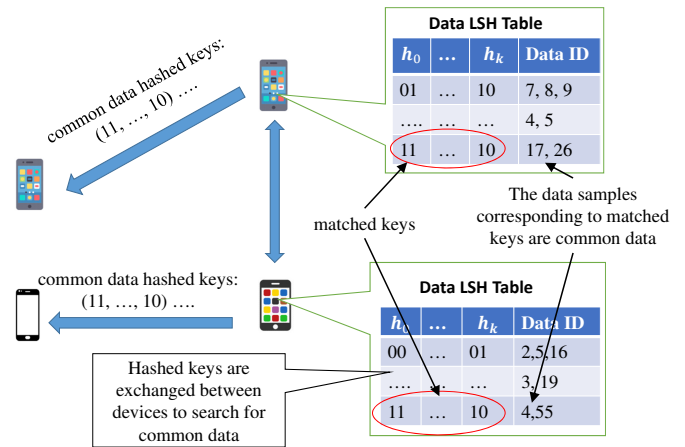 Data LSH Table
h₀ … hₖ Data ID
01 … 10 7, 8, 9
…. … … 4, 5
11 … 10 17, 26
common data hashed keys:
(11, …, 10) ….
matched keys
The data samples
corresponding to matched
keys are common data
common data hashed keys:
(11, …, 10) ….
Data LSH Table
h₀ … hₖ Data ID
00 … 01 2,5,16
…. … … 3, 19
11 … 10 4,55
Hashed keys are
exchanged between
devices to search for
common data